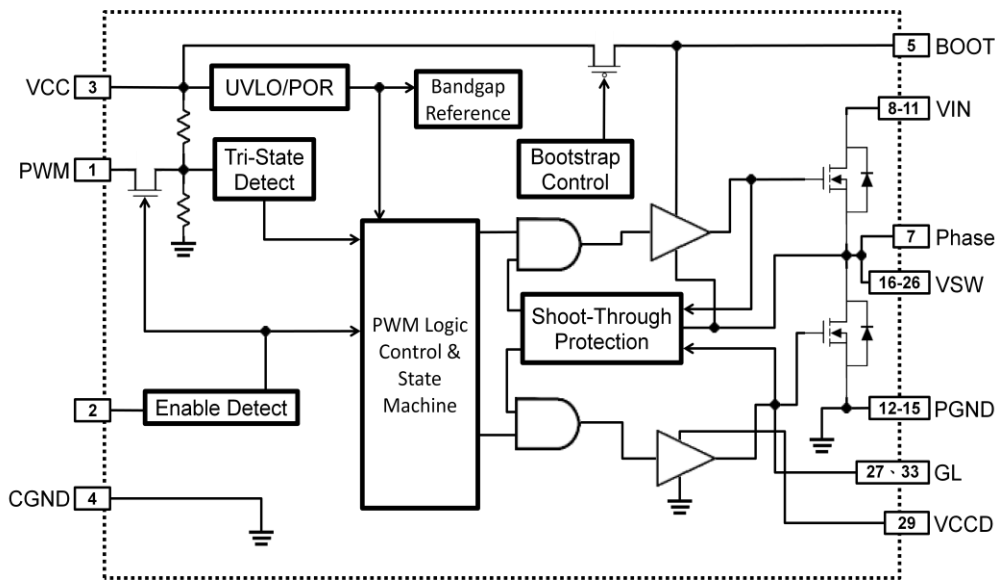 5 BOOT
VCC 3
UVLO/POR
Bandgap
Reference
8-11 VIN
PWM 1
Tri-State
Detect
Bootstrap
Control
7 Phase
16-26 VSW
PWM Logic
Control &
State
Machine
Shoot-Through
Protection
2
Enable Detect
12-15 PGND
27、33 GL
CGND 4
29 VCCD